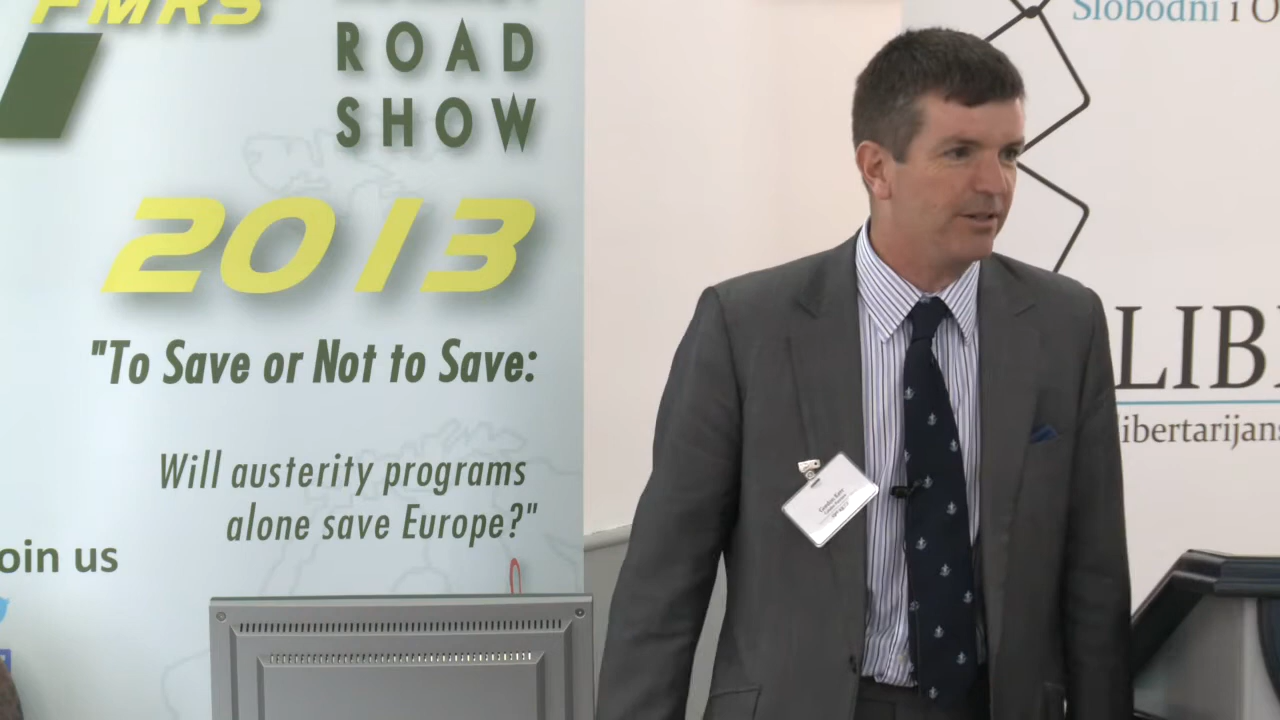 FMRS
ROAD
SHOW
2013
"To Save or Not to Save:
Will austerity programs
alone save Europe?"
oin us
Slobodni i O
LIB
libertarijans